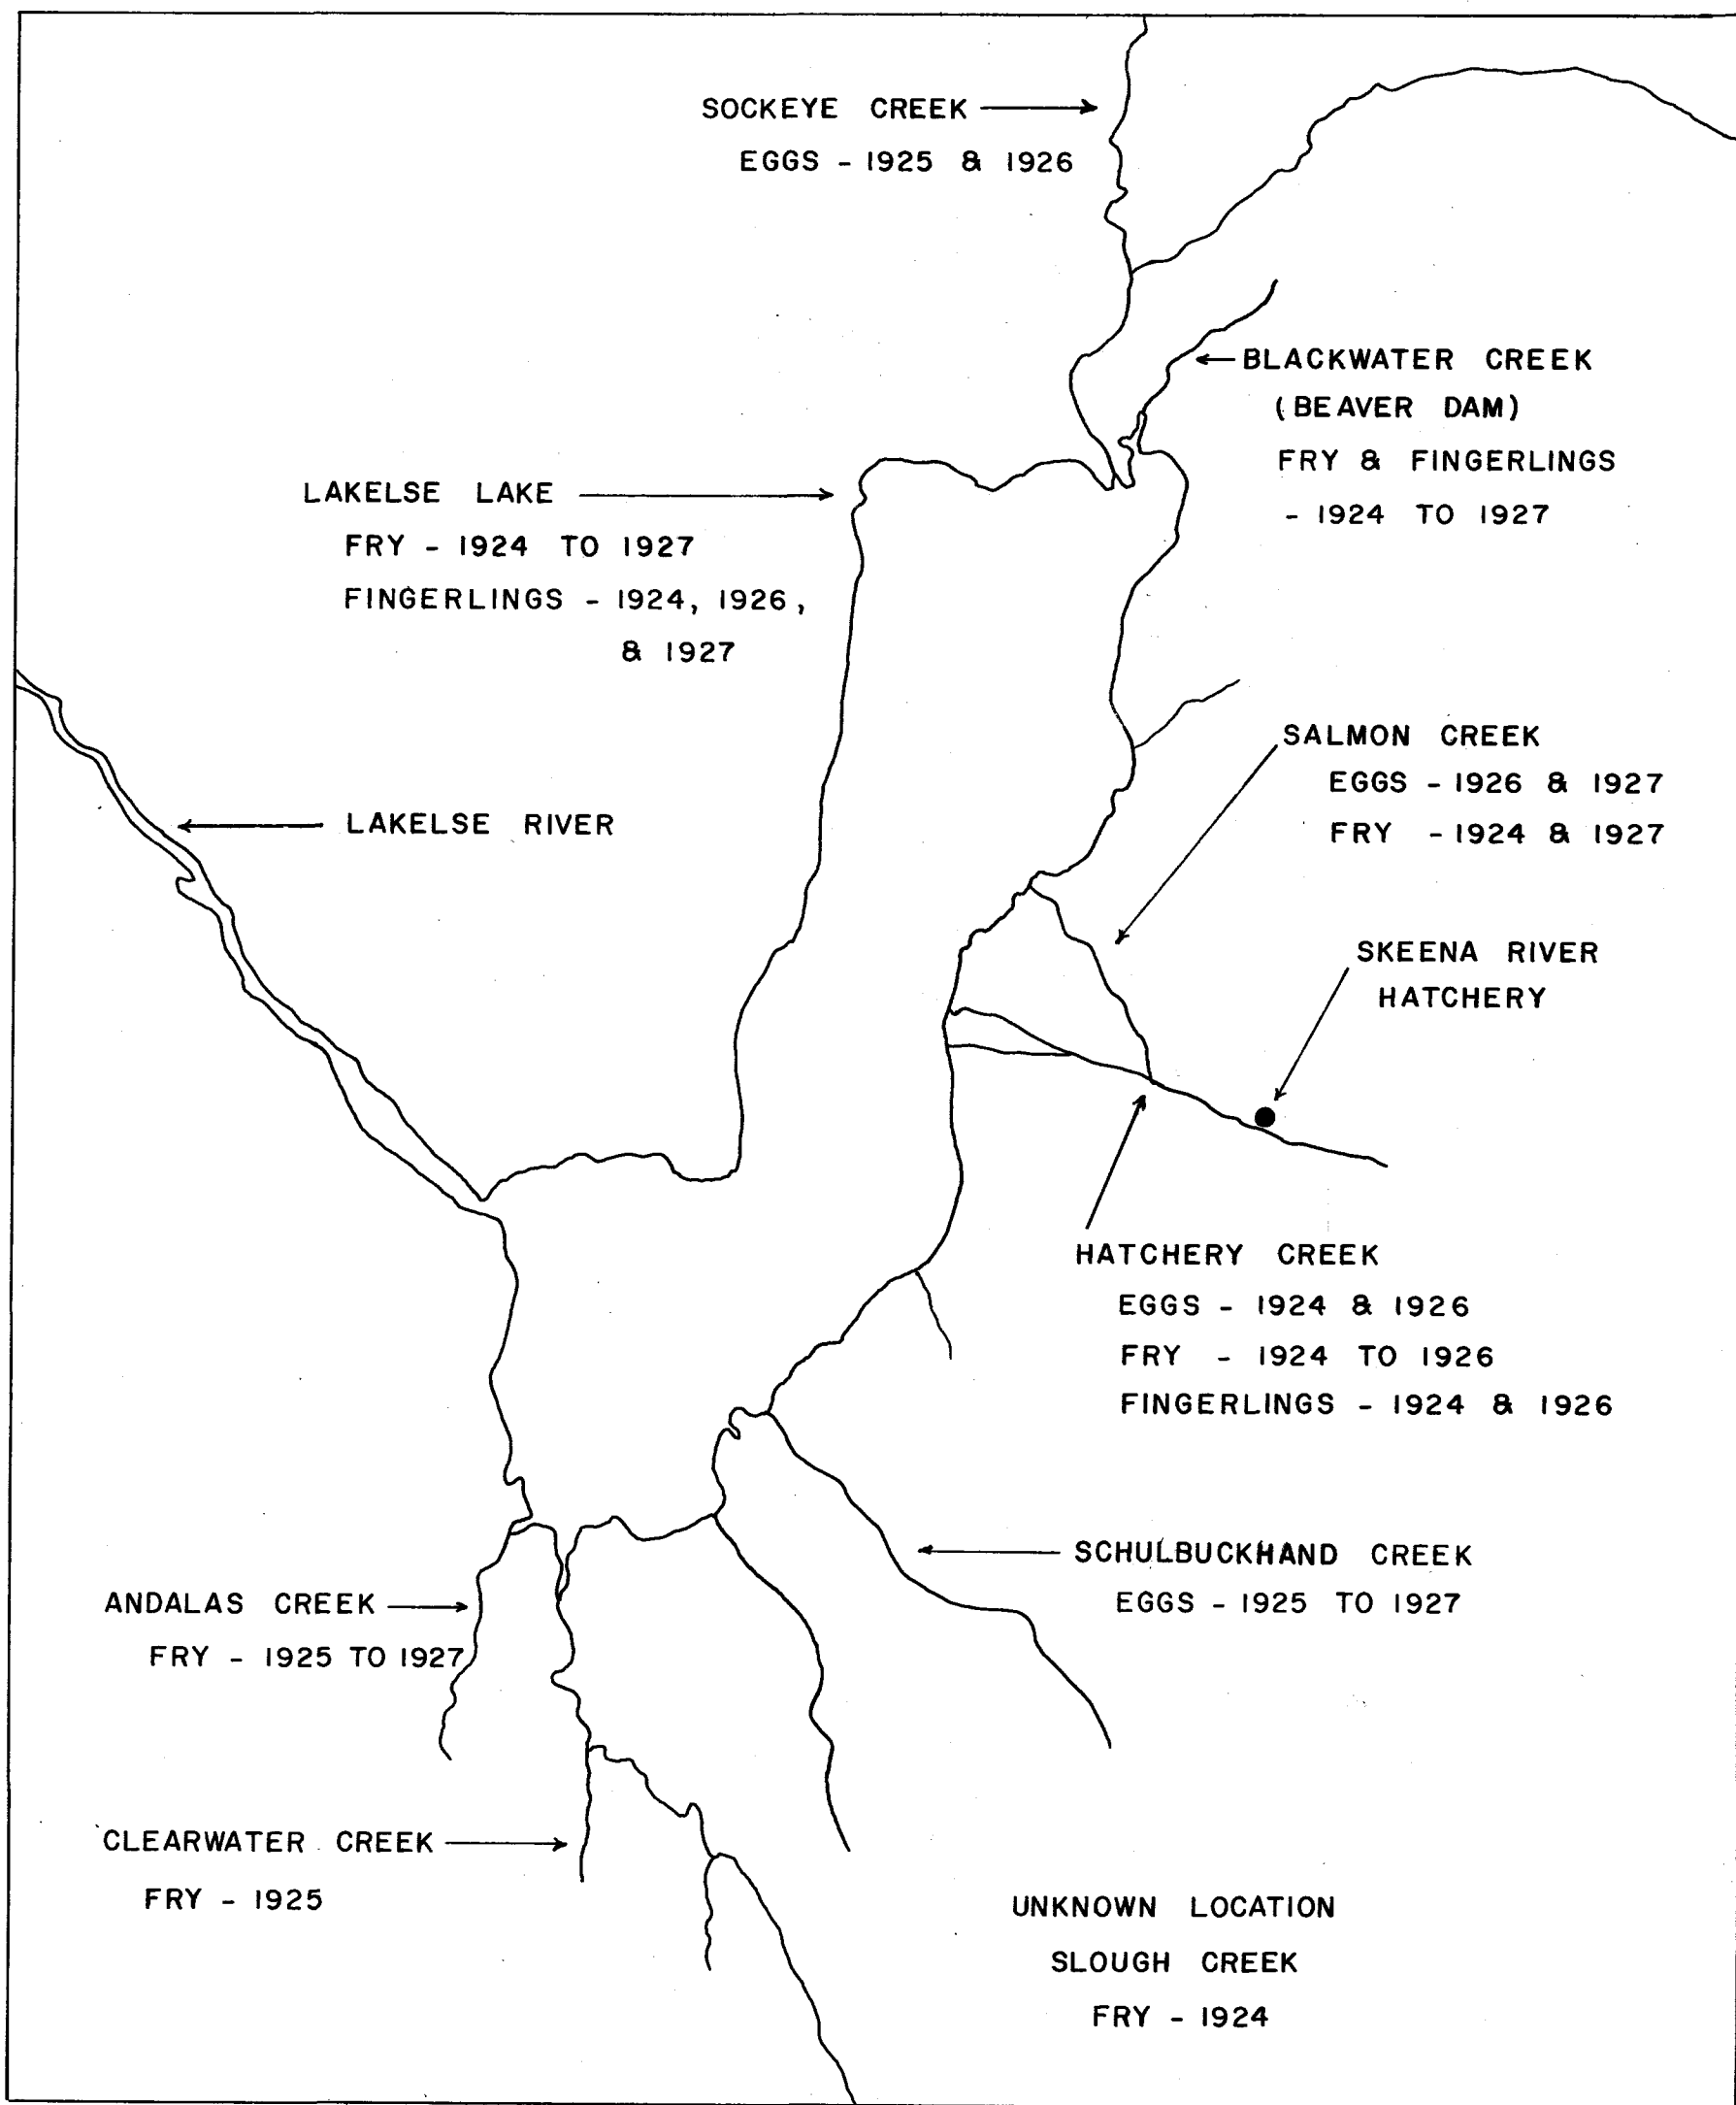 SOCKEYE CREEK
EGGS - 1925 & 1926
BLACKWATER CREEK
(BEAVER DAM)
FRY & FINGERLINGS
- 1924 TO 1927
LAKELSE LAKE
FRY - 1924 TO 1927
FINGERLINGS - 1924, 1926,
& 1927
SALMON CREEK
EGGS - 1926 & 1927
FRY - 1924 & 1927
LAKELSE RIVER
SKEENA RIVER
HATCHERY
HATCHERY CREEK
EGGS - 1924 & 1926
FRY - 1924 TO 1926
FINGERLINGS - 1924 & 1926
SCHULBUCKHAND CREEK
EGGS - 1925 TO 1927
ANDALAS CREEK
FRY - 1925 TO 1927
CLEARWATER CREEK
FRY - 1925
UNKNOWN LOCATION
SLOUGH CREEK
FRY - 1924